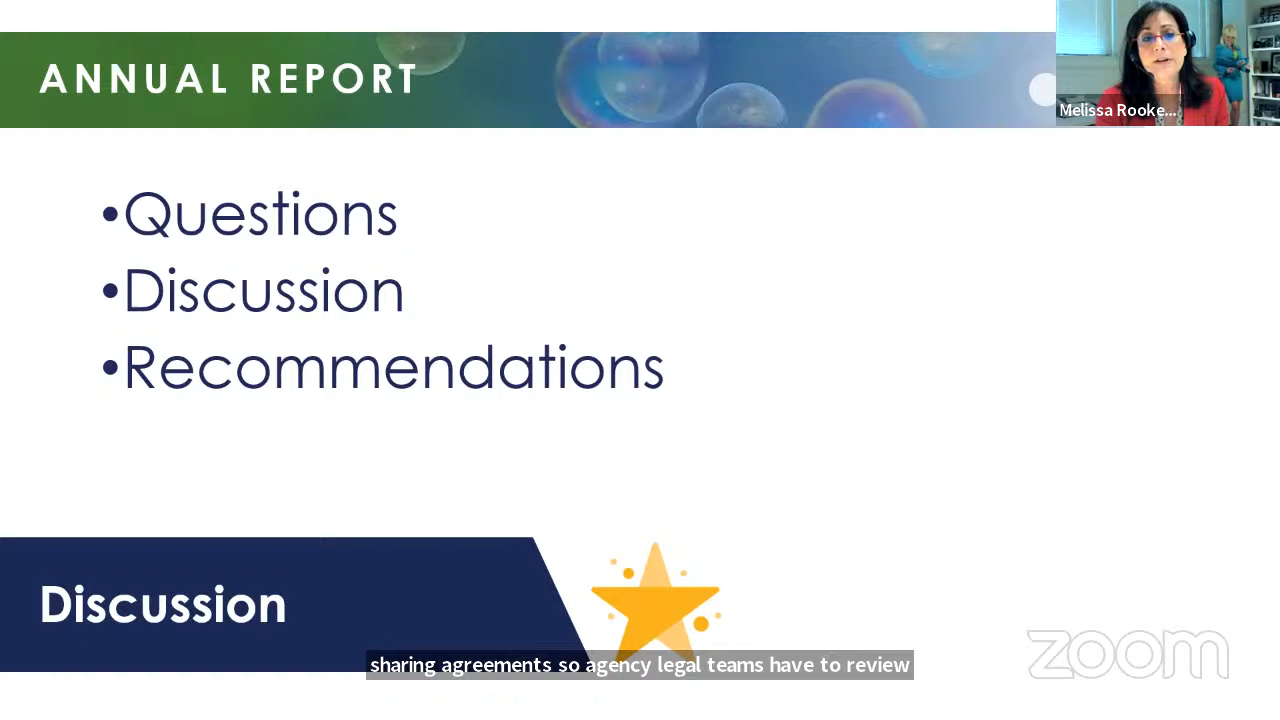 ANNUAL REPORT
Melissa Rooke...
•Questions
•Discussion
•Recommendations
Discussion
zoom
sharing agreements so agency legal teams have to review